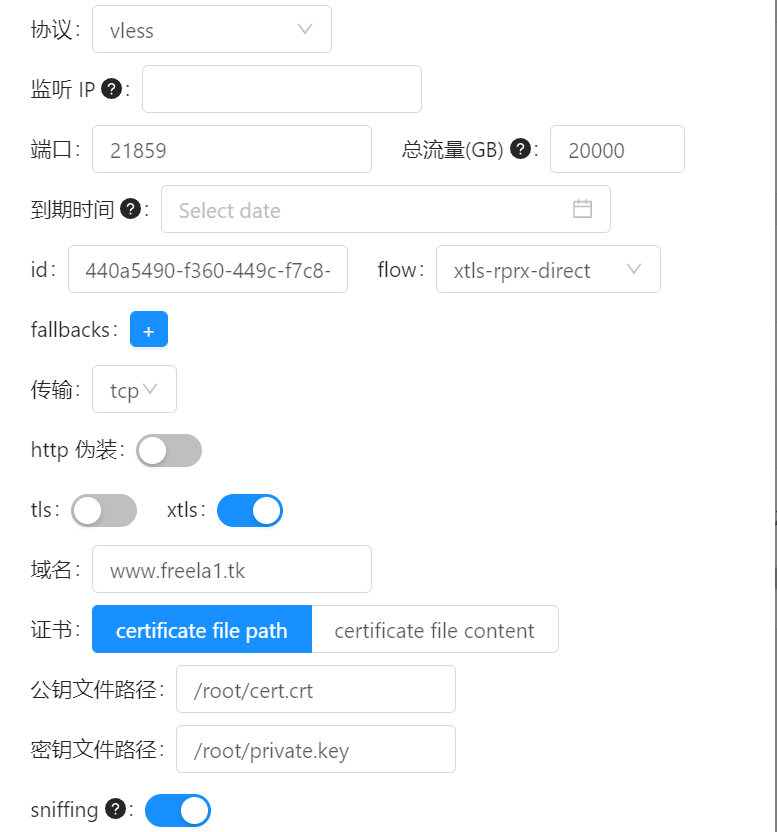 协议: vless
监听 IP ?:
端口: 21859 总流量(GB) ?: 20000
到期时间 ?: Select date
id: 440a5490-f360-449c-f7c8- flow: xtls-rprx-direct
fallbacks: +
传输: tcp
http 伪装:
tls: xtls:
域名: www.freela1.tk
证书: certificate file path certificate file content
公钥文件路径: /root/cert.crt
密钥文件路径: /root/private.key
sniffing ?: